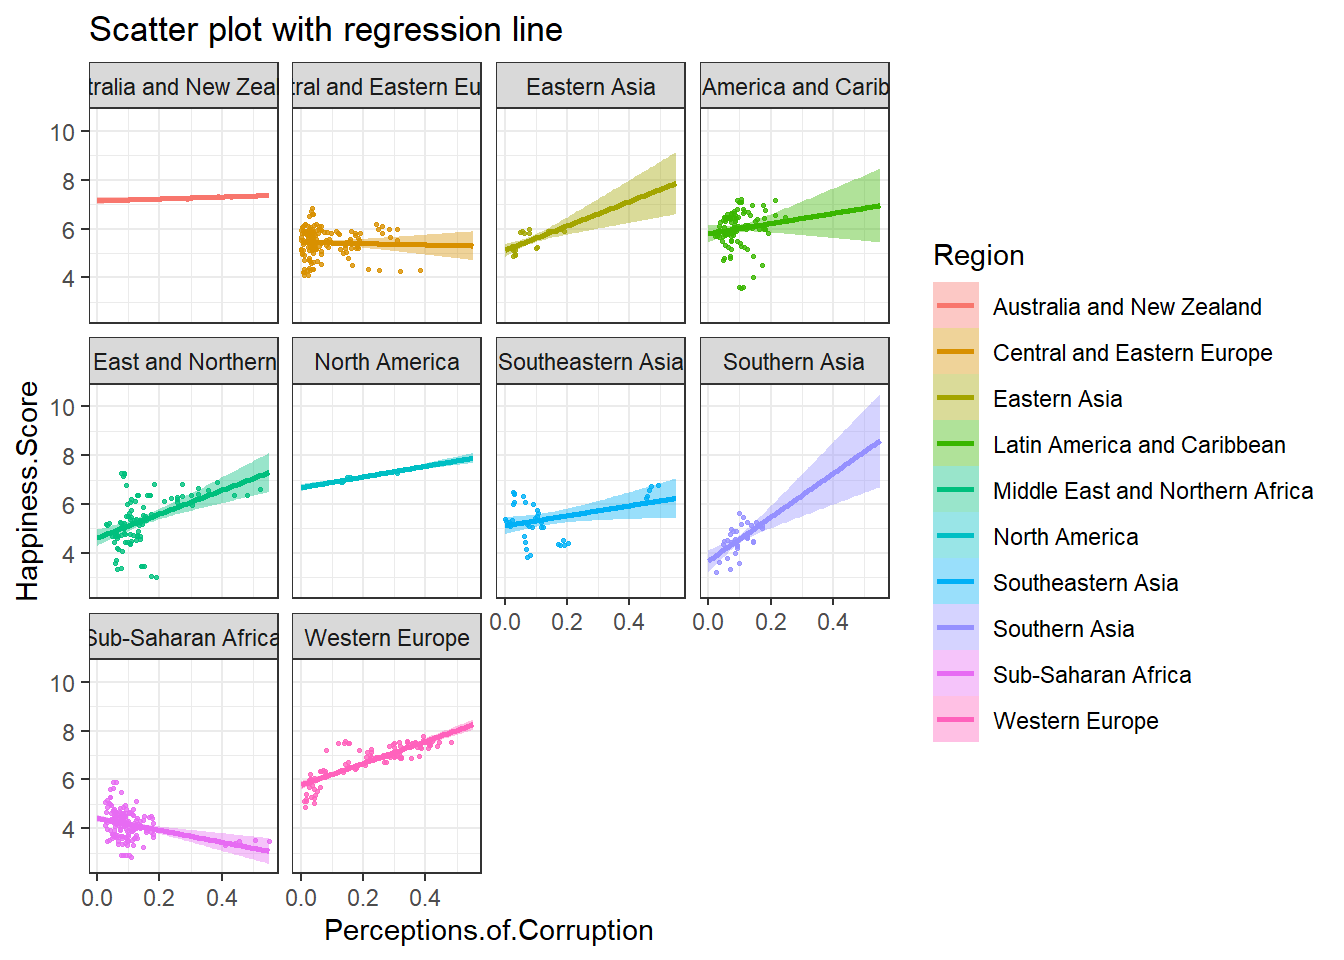 Scatter plot with regression line
tralia and New Zeal
tral and Eastern Eu
Eastern Asia
America and Carib
10
8
6
4
East and Northern
North America
Southeastern Asia
Southern Asia
10
8
6
4
0.0 0.2 0.4
0.0 0.2 0.4
Sub-Saharan Africa
Western Europe
10
8
6
4
0.0 0.2 0.4
0.0 0.2 0.4
Perceptions.of.Corruption
Happiness.Score
Region
Australia and New Zealand
Central and Eastern Europe
Eastern Asia
Latin America and Caribbean
Middle East and Northern Africa
North America
Southeastern Asia
Southern Asia
Sub-Saharan Africa
Western Europe